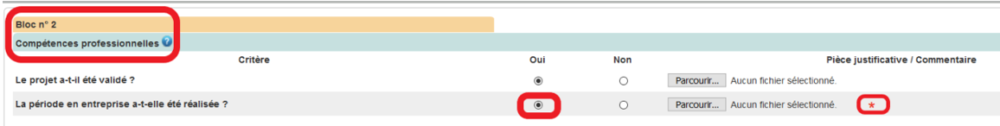 Bloc n° 2
Compétences professionnelles ?
Critère Oui Non Pièce justificative / Commentaire
Le projet a-t-il été validé ? Parcourir... Aucun fichier sélectionné.
La période en entreprise a-t-elle été réalisée ? Parcourir... Aucun fichier sélectionné. *